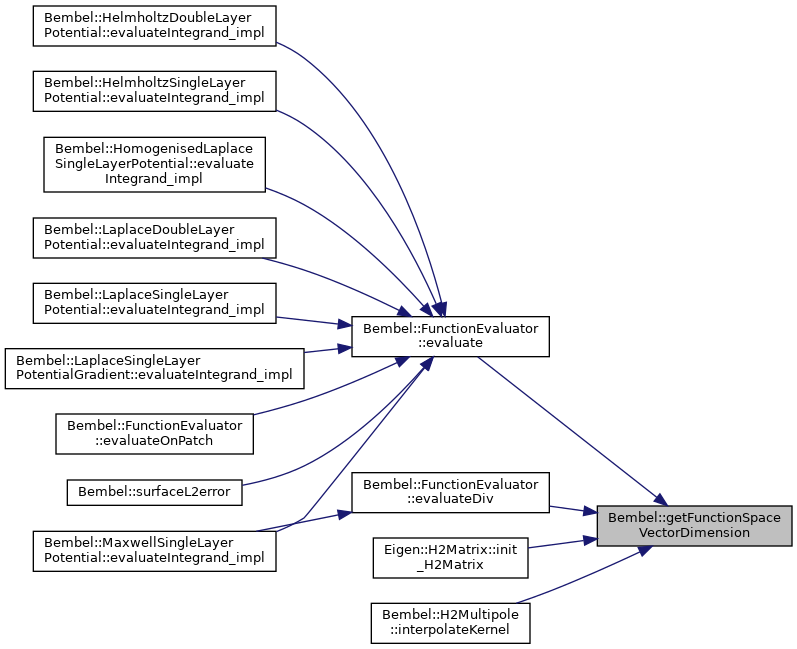 Bembel::HelmholtzDoubleLayer
Potential::evaluateIntegrand_impl
Bembel::HelmholtzSingleLayer
Potential::evaluateIntegrand_impl
Bembel::HomogenisedLaplace
SingleLayerPotential::evaluate
Integrand_impl
Bembel::LaplaceDoubleLayer
Potential::evaluateIntegrand_impl
Bembel::LaplaceSingleLayer
Potential::evaluateIntegrand_impl
Bembel::LaplaceSingleLayer
PotentialGradient::evaluateIntegrand_impl
Bembel::FunctionEvaluator
::evaluateOnPatch
Bembel::surfaceL2error
Bembel::MaxwellSingleLayer
Potential::evaluateIntegrand_impl
Bembel::FunctionEvaluator
::evaluate
Bembel::FunctionEvaluator
::evaluateDiv
Eigen::H2Matrix::init
_H2Matrix
Bembel::H2Multipole
::interpolateKernel
Bembel::getFunctionSpace
VectorDimension